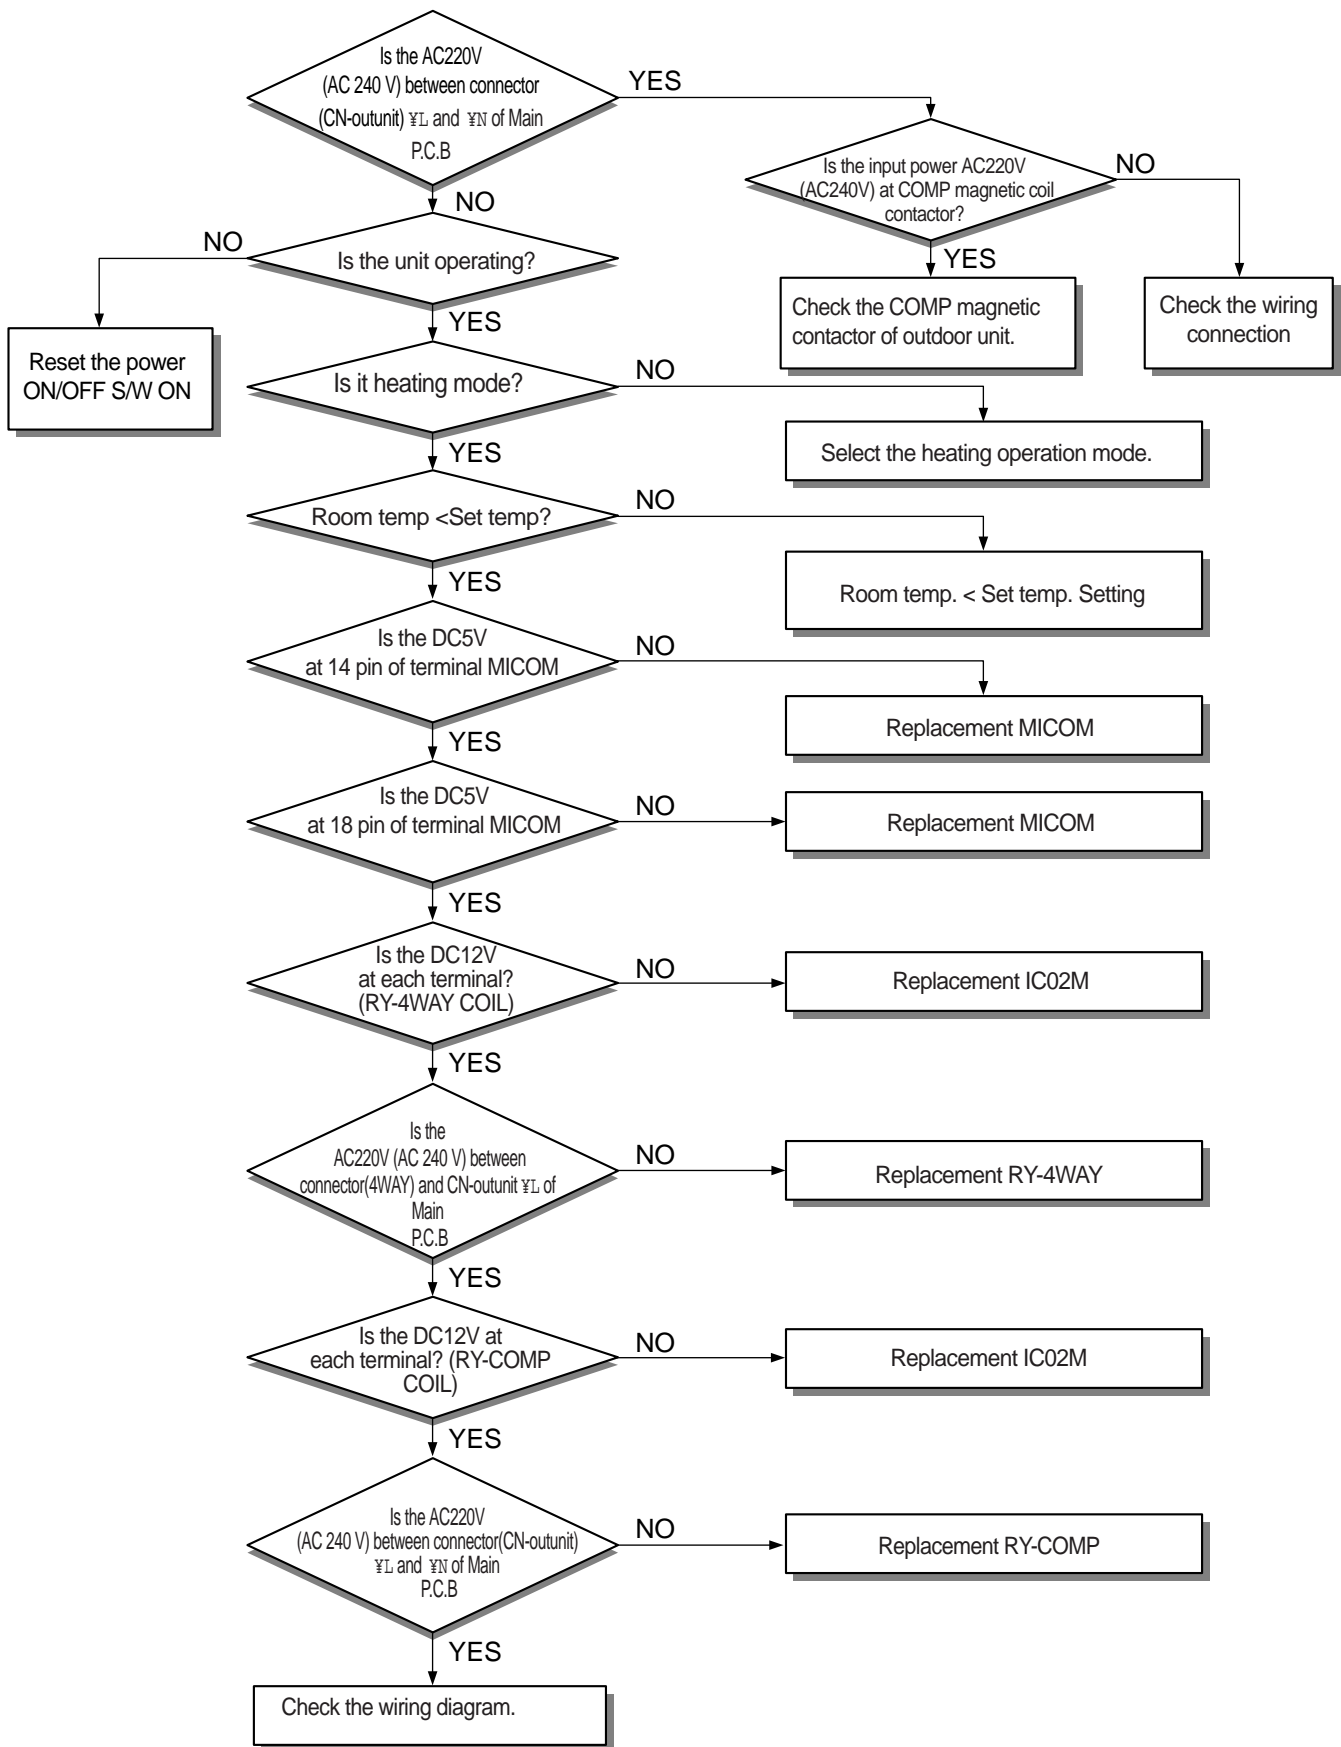 Is the AC220V
(AC 240 V) between connector
(CN-outunit) ¥L and ¥N of Main
P.C.B
YES
Is the input power AC220V
(AC240V) at COMP magnetic coil
contactor?
NO
NO
NO
Is the unit operating?
YES
Check the COMP magnetic
contactor of outdoor unit.
Check the wiring
connection
YES
Reset the power
ON/OFF S/W ON
Is it heating mode?
NO
Select the heating operation mode.
YES
Room temp <Set temp?
NO
Room temp. < Set temp. Setting
YES
Is the DC5V
at 14 pin of terminal MICOM
NO
Replacement MICOM
YES
Is the DC5V
at 18 pin of terminal MICOM
NO
Replacement MICOM
YES
Is the DC12V
at each terminal?
(RY-4WAY COIL)
NO
Replacement IC02M
YES
Is the
AC220V (AC 240 V) between
connector(4WAY) and CN-outunit ¥L of
Main
P.C.B
NO
Replacement RY-4WAY
YES
Is the DC12V at
each terminal? (RY-COMP
COIL)
NO
Replacement IC02M
YES
Is the AC220V
(AC 240 V) between connector(CN-outunit)
¥L and ¥N of Main
P.C.B
NO
Replacement RY-COMP
YES
Check the wiring diagram.